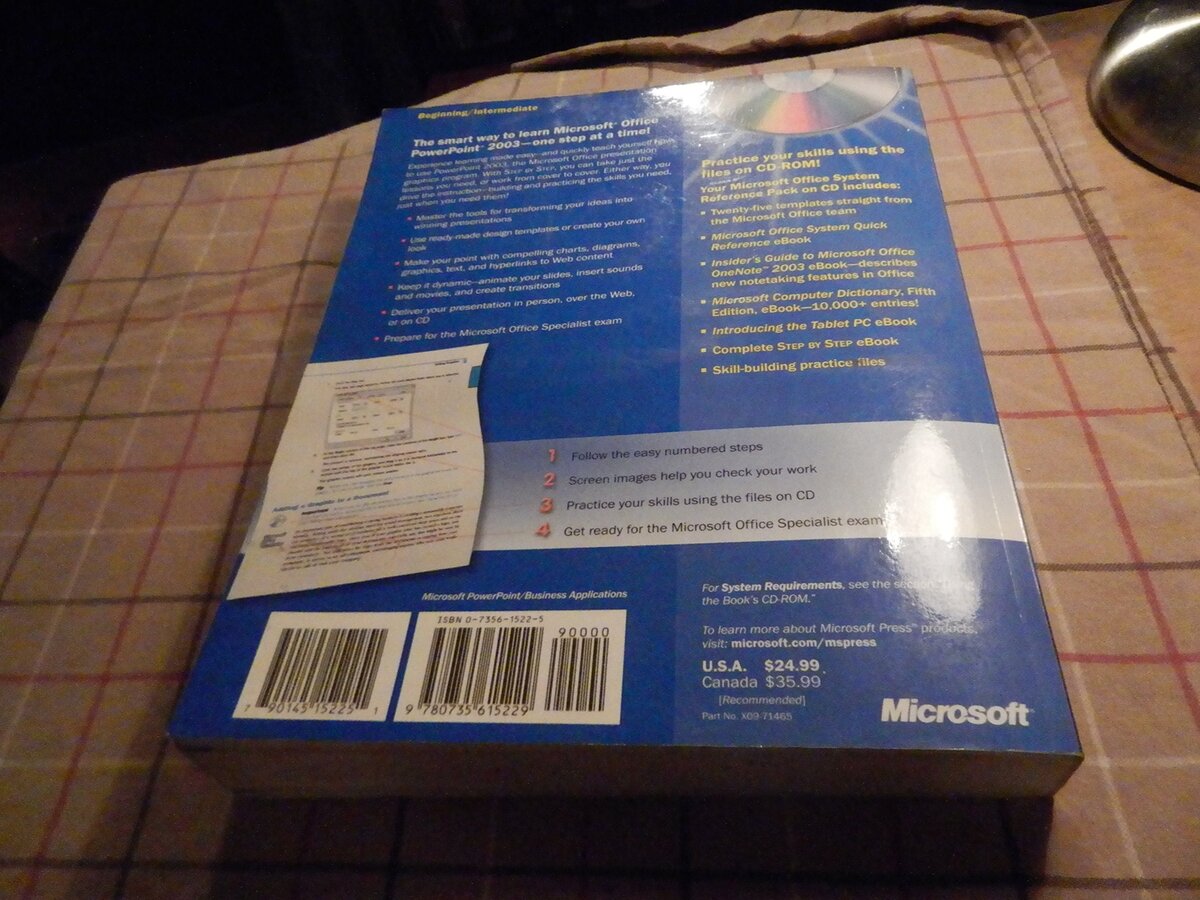 Beginning/Intermediate
The smart way to learn Microsoft® Office
PowerPoint® 2003—one step at a time!
Experience learning made easy—and quickly teach yourself how
to use PowerPoint 2003, the Microsoft Office presentation
graphics program. With STEP BY STEP, you can take just the
lessons you need, or work from cover to cover. Either way, you
drive the instruction—building and practicing the skills you need,
just when you need them!
• Master the tools for transforming your ideas into
winning presentations
• Use ready-made design templates or create your own
look
• Make your point with compelling charts, diagrams,
graphics, text, and hyperlinks to Web content
• Keep it dynamic—animate your slides, insert sounds
and movies, and create transitions
• Deliver your presentation in person, over the Web,
or on CD
• Prepare for the Microsoft Office Specialist exam
Practice your skills using the
files on CD-ROM!
Your Microsoft Office System
Reference Pack on CD includes:
▪ Twenty-five templates straight from
the Microsoft Office team
▪ Microsoft Office System Quick
Reference eBook
▪ Insider's Guide to Microsoft Office
OneNote™ 2003 eBook—describes
new notetaking features in Office
▪ Microsoft Computer Dictionary, Fifth
Edition, eBook—10,000+ entries!
▪ Introducing the Tablet PC eBook
▪ Complete STEP BY STEP eBook
▪ Skill-building practice files
Adding a Graphic to a Document
1 Follow the easy numbered steps
2 Screen images help you check your work
3 Practice your skills using the files on CD
4 Get ready for the Microsoft Office Specialist exam
Microsoft PowerPoint/Business Applications
7 90145 15225 1
ISBN 0-7356-1522-5
90000
9 780735 615229
For System Requirements, see the section
the Book's CD-ROM."
To learn more about Microsoft Press® products,
visit: microsoft.com/mspress
U.S.A. $24.99
Canada $35.99
[Recommended]
Part No. X09-71465
Microsoft®